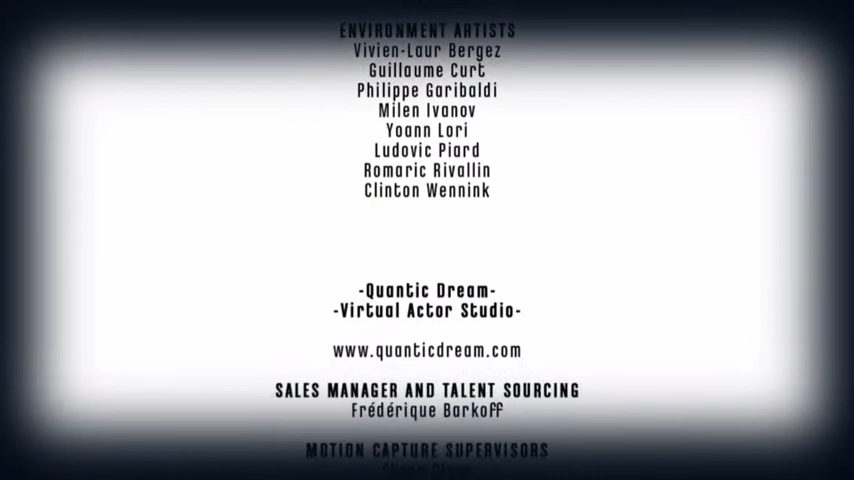 ENVIRONMENT ARTISTS
Vivien-Laur Bergez
Guillaume Curt
Philippe Garibaldi
Milen Ivanov
Yoann Lori
Ludovic Piard
Romaric Rivallin
Clinton Wennink
-Quantic Dream-
-Virtual Actor Studio-
www.quanticdream.com
SALES MANAGER AND TALENT SOURCING
Frédérique Barkoff
MOTION CAPTURE SUPERVISORS